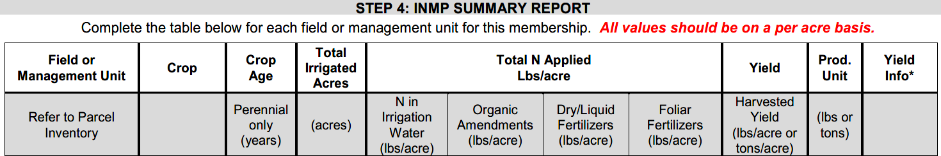 STEP 4: INMP SUMMARY REPORT
Complete the table below for each field or management unit for this membership. All values should be on a per acre basis.
Field or
Management Unit
Crop
Crop
Age
Total
Irrigated
Acres
Total N Applied
Lbs/acre
Yield
Prod.
Unit
Yield
Info*
Refer to Parcel
Inventory
Perennial
only
(years)
(acres)
N in
Irrigation
Water
(lbs/acre)
Organic
Amendments
(lbs/acre)
Dry/Liquid
Fertilizers
(lbs/acre)
Foliar
Fertilizers
(lbs/acre)
Harvested
Yield
(lbs/acre or
tons/acre)
(lbs or
tons)